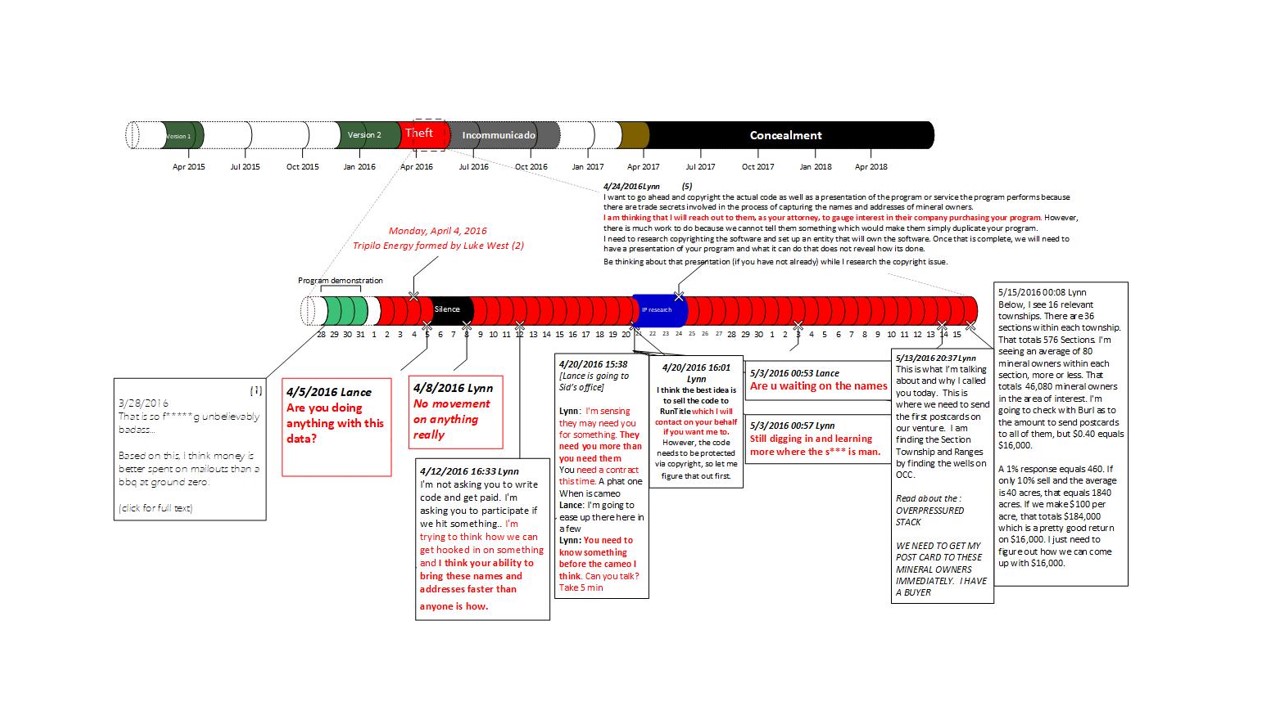 Version 1
Version 2
Theft
Incommunicado
Concealment
Apr 2015
Jul 2015
Oct 2015
Jan 2016
Apr 2016
Jul 2016
Oct 2016
Jan 2017
Apr 2017
Jul 2017
Oct 2017
Jan 2018
Apr 2018
4/24/2016Lynn (5)
I want to go ahead and copyright the actual code as well as a presentation of the program or service the program performs because
there are trade secrets involved in the process of capturing the names and addresses of mineral owners.
I am thinking that I will reach out to them, as your attorney, to gauge interest in their company purchasing your program. However,
there is much work to do because we cannot tell them something which would make them simply duplicate your program.
I need to research copyrighting the software and set up an entity that will own the software. Once that is complete, we will need to
have a presentation of your program and what it can do that does not reveal how its done.
Be thinking about that presentation (if you have not already) while I research the copyright issue.
Monday, April 4, 2016
Tripilo Energy formed by Luke West (2)
Program demonstration
Silence
IP research
28 29 30 31 1 2 3 4 5 6 7 8 9 10 11 12 13 14 15 16 17 18 19 20 21 22 23 24 25 26 27 28 29 30 1 2 3 4 5 6 7 8 9 10 11 12 13 14 15
(1)
3/28/2016
That is so f*****g unbelievably
badass...
Based on this, I think money is
better spent on mailouts than a
bbq at ground zero.
(click for full text)
4/5/2016 Lance
Are you doing
anything with this
data?
4/8/2016 Lynn
No movement
on anything
really
4/12/2016 16:33 Lynn
I'm not asking you to write
code and get paid. I'm
asking you to participate if
we hit something.. I'm
trying to think how we can
get hooked in on something
and I think your ability to
bring these names and
addresses faster than
anyone is how.
4/20/2016 15:38
[Lance is going to
Sid's office]
Lynn: I'm sensing
they may need you
for something. They
need you more than
you need them
You need a contract
this time. A phat one
When is cameo
Lance: I'm going to
ease up there here in
a few
Lynn: You need to
know something
before the cameo I
think. Can you talk?
Take 5 min
4/20/2016 16:01
Lynn
I think the best idea is
to sell the code to
RunTitle which I will
contact on your behalf
if you want me to.
However, the code
needs to be protected
via copyright, so let me
figure that out first.
5/3/2016 00:53 Lance
Are u waiting on the names
5/3/2016 00:57 Lynn
Still digging in and learning
more where the s*** is man.
5/13/2016 20:37 Lynn
This is what I'm talking
about and why I called
you today. This is
where we need to send
the first postcards on
our venture. I am
finding the Section
Township and Ranges
by finding the wells on
OCC.
Read about the :
OVERPRESSURED
STACK
WE NEED TO GET MY
POST CARD TO THESE
MINERAL OWNERS
IMMEDIATELY. I HAVE
A BUYER
5/15/2016 00:08 Lynn
Below, I see 16 relevant
townships. There are 36
sections within each township.
That totals 576 Sections. I'm
seeing an average of 80
mineral owners within each
section, more or less. That
totals 46,080 mineral owners
in the area of interest. I'm
going to check with Burl as to
the amount to send postcards
to all of them, but $0.40 equals
$16,000.
A 1% response equals 460. If
only 10% sell and the average
is 40 acres, that equals 1840
acres. If we make $100 per
acre, that totals $184,000
which is a pretty good return
on $16,000. I just need to
figure out how we can come
up with $16,000.